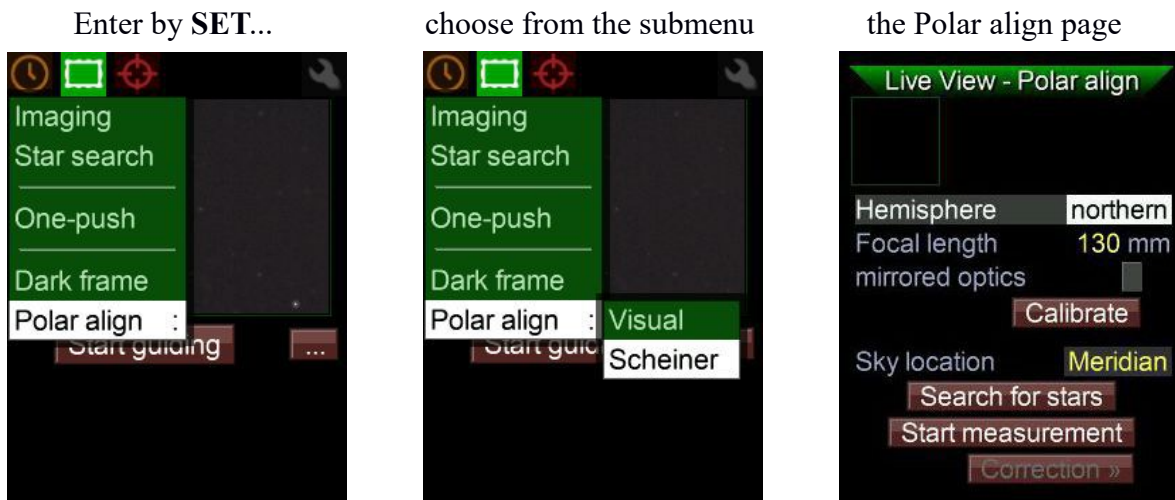 Enter by SET...
choose from the submenu
the Polar align page
Imaging
Star search
One-push
Dark frame
Polar align :
Start guiding
...
Imaging
Star search
One-push
Dark frame
Polar align : Visual
Start guid
Scheiner
Live View - Polar align
Hemisphere northern
Focal length 130 mm
mirrored optics
Calibrate
Sky location Meridian
Search for stars
Start measurement
Correction »